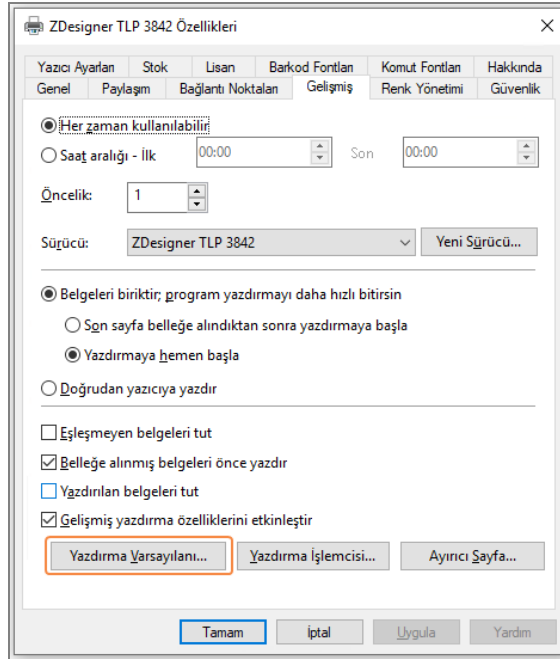 ZDesigner TLP 3842 Özellikleri
Yazıcı Ayarları Stok Lisan Barkod Fontları Komut Fontları Hakkında
Genel Paylaşım Bağlantı Noktaları Gelişmiş Renk Yönetimi Güvenlik
Her zaman kullanılabilir
Saat aralığı - İlk 00:00 Son 00:00
Öncelik: 1
Sürücü: ZDesigner TLP 3842 Yeni Sürücü...
Belgeleri biriktir; program yazdırmayı daha hızlı bitirsin
Son sayfa belleğe alındıktan sonra yazdırmaya başla
Yazdırmaya hemen başla
Doğrudan yazıcıya yazdır
Eşleşmeyen belgeleri tut
Belleğe alınmış belgeleri önce yazdır
Yazdırılan belgeleri tut
Gelişmiş yazdırma özelliklerini etkinleştir
Yazdırma Varsayılanı... Yazdırma İşlemcisi... Ayırıcı Sayfa...
Tamam İptal Uygula Yardım